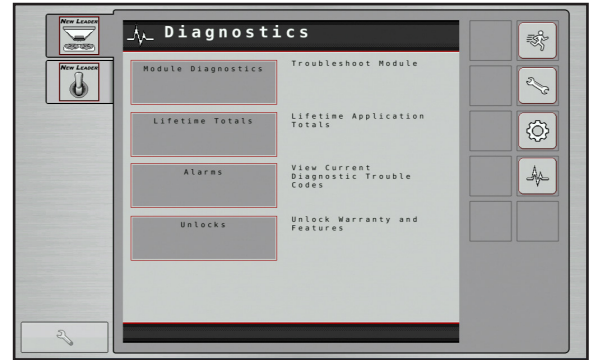 NEW LEADER
NEW LEADER
Diagnostics
Module Diagnostics
Troubleshoot Module
Lifetime Totals
Lifetime Application
Totals
Alarms
View Current
Diagnostic Trouble
Codes
Unlocks
Unlock Warranty and
Features